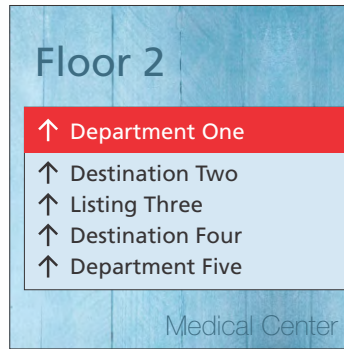 Floor 2
↑ Department One
↑ Destination Two
↑ Listing Three
↑ Destination Four
↑ Department Five
Medical Center